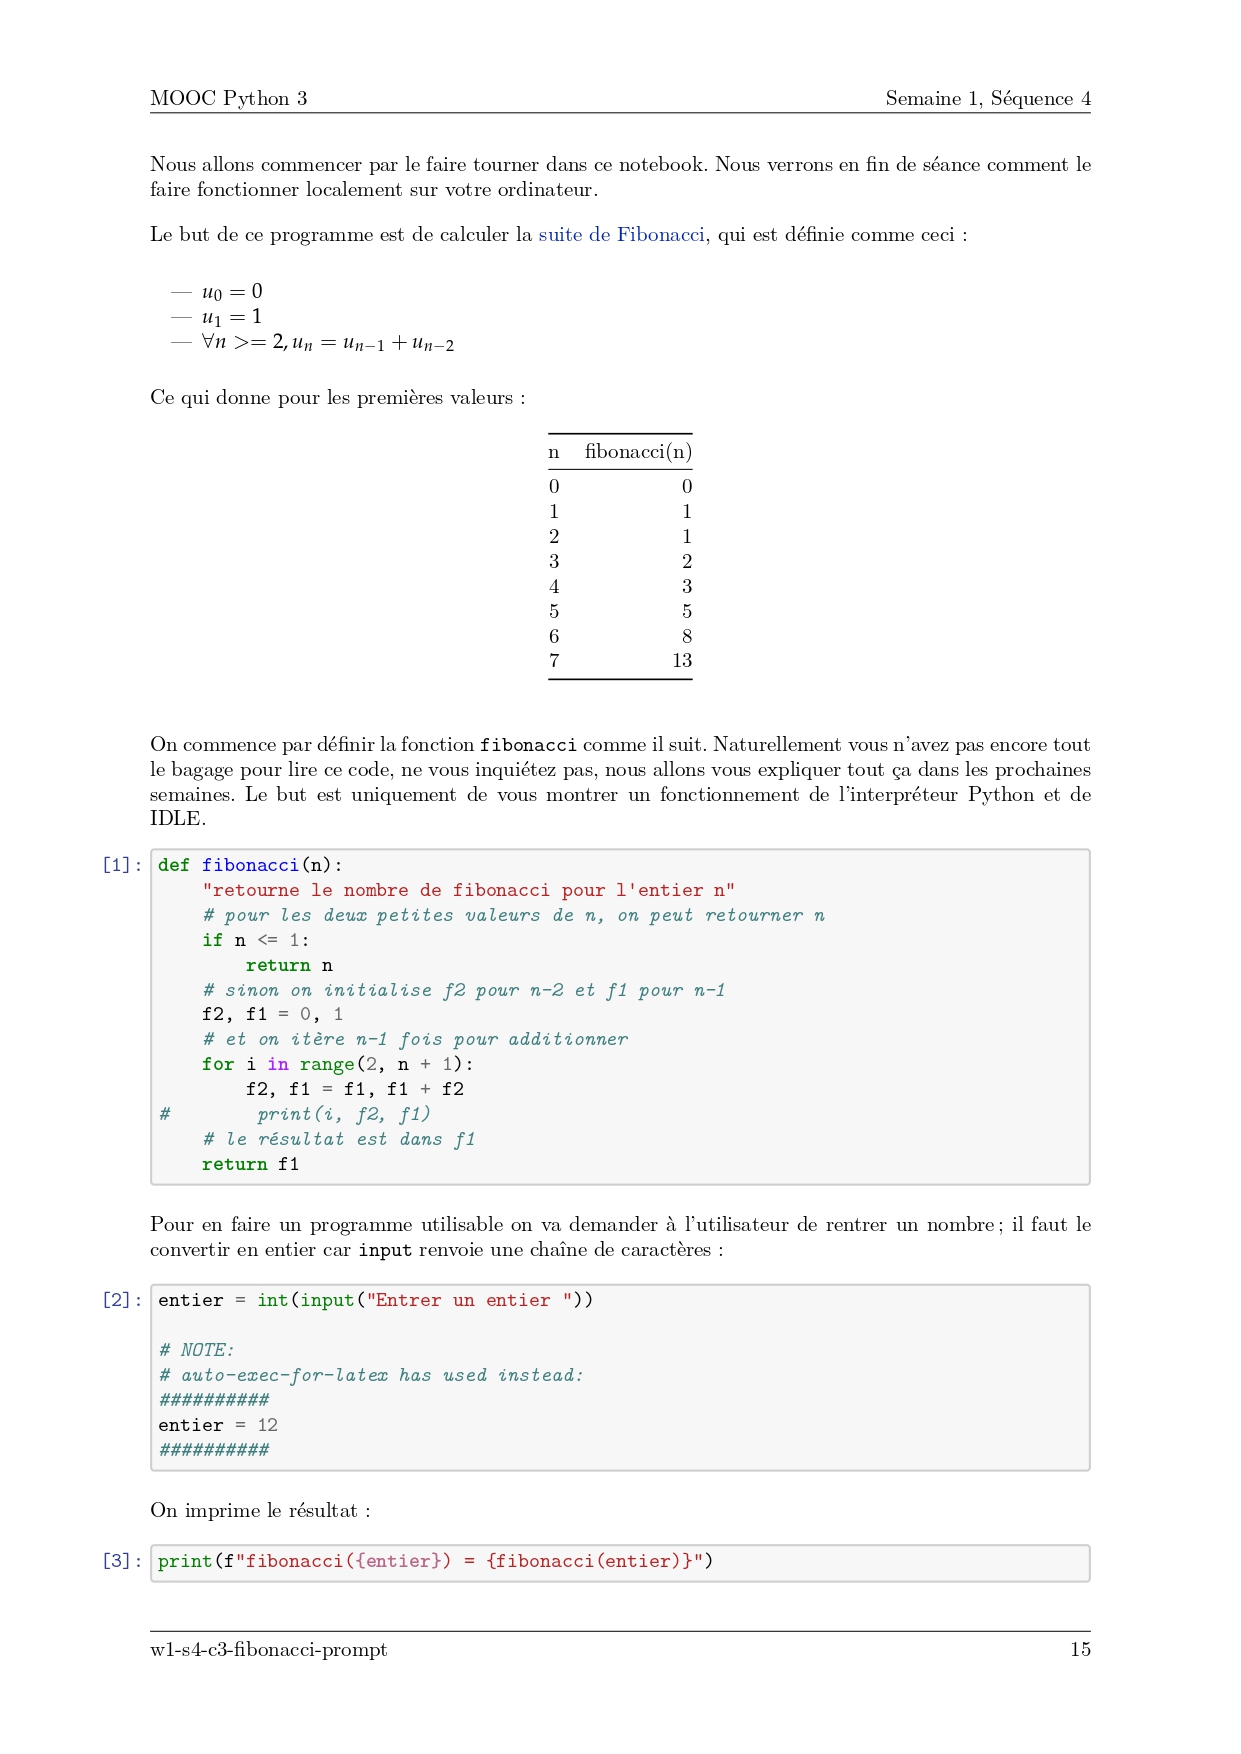 MOOC Python 3 Semaine 1, Séquence 4
Nous allons commencer par le faire tourner dans ce notebook. Nous verrons en fin de séance comment le
faire fonctionner localement sur votre ordinateur.
Le but de ce programme est de calculer la suite de Fibonacci, qui est définie comme ceci :
— u0 = 0
— u1 = 1
— ∀n >= 2, un = un−1 + un−2
Ce qui donne pour les premières valeurs :
n fibonacci(n)
0 0
1 1
2 1
3 2
4 3
5 5
6 8
7 13
On commence par définir la fonction fibonacci comme il suit. Naturellement vous n'avez pas encore tout
le bagage pour lire ce code, ne vous inquiétez pas, nous allons vous expliquer tout ça dans les prochaines
semaines. Le but est uniquement de vous montrer un fonctionnement de l'interpréteur Python et de
IDLE.
[1]: def fibonacci(n):
    "retourne le nombre de fibonacci pour l'entier n"
    # pour les deux petites valeurs de n, on peut retourner n
    if n <= 1:
        return n
    # sinon on initialise f2 pour n-2 et f1 pour n-1
    f2, f1 = 0, 1
    # et on itère n-1 fois pour additionner
    for i in range(2, n + 1):
        f2, f1 = f1, f1 + f2
#        print(i, f2, f1)
    # le résultat est dans f1
    return f1
Pour en faire un programme utilisable on va demander à l'utilisateur de rentrer un nombre ; il faut le
convertir en entier car input renvoie une chaîne de caractères :
[2]: entier = int(input("Entrer un entier "))
# NOTE:
# auto-exec-for-latex has used instead:
##########
entier = 12
##########
On imprime le résultat :
[3]: print(f"fibonacci({entier}) = {fibonacci(entier)}")
w1-s4-c3-fibonacci-prompt 15